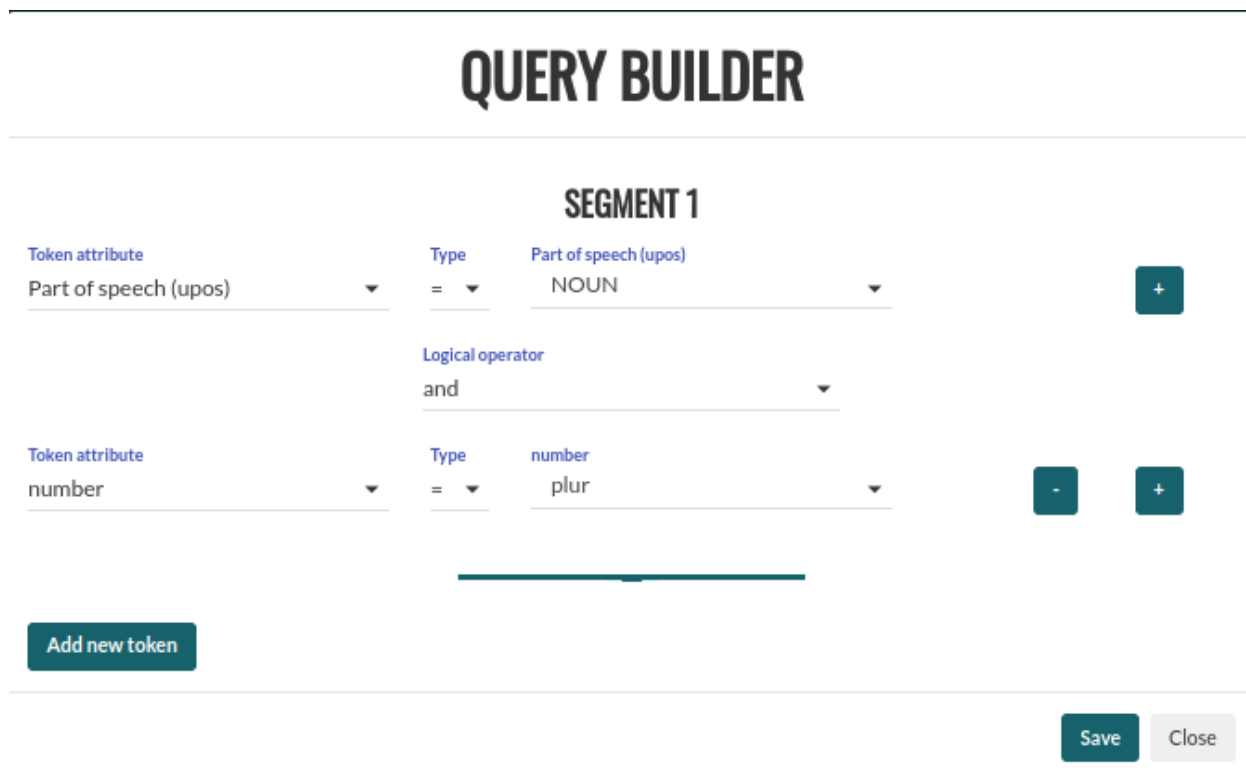 QUERY BUILDER
SEGMENT 1
Token attribute Type Part of speech (upos)
Part of speech (upos) = NOUN +
Logical operator
and
Token attribute Type number
number = plur - +
Add new token
Save Close